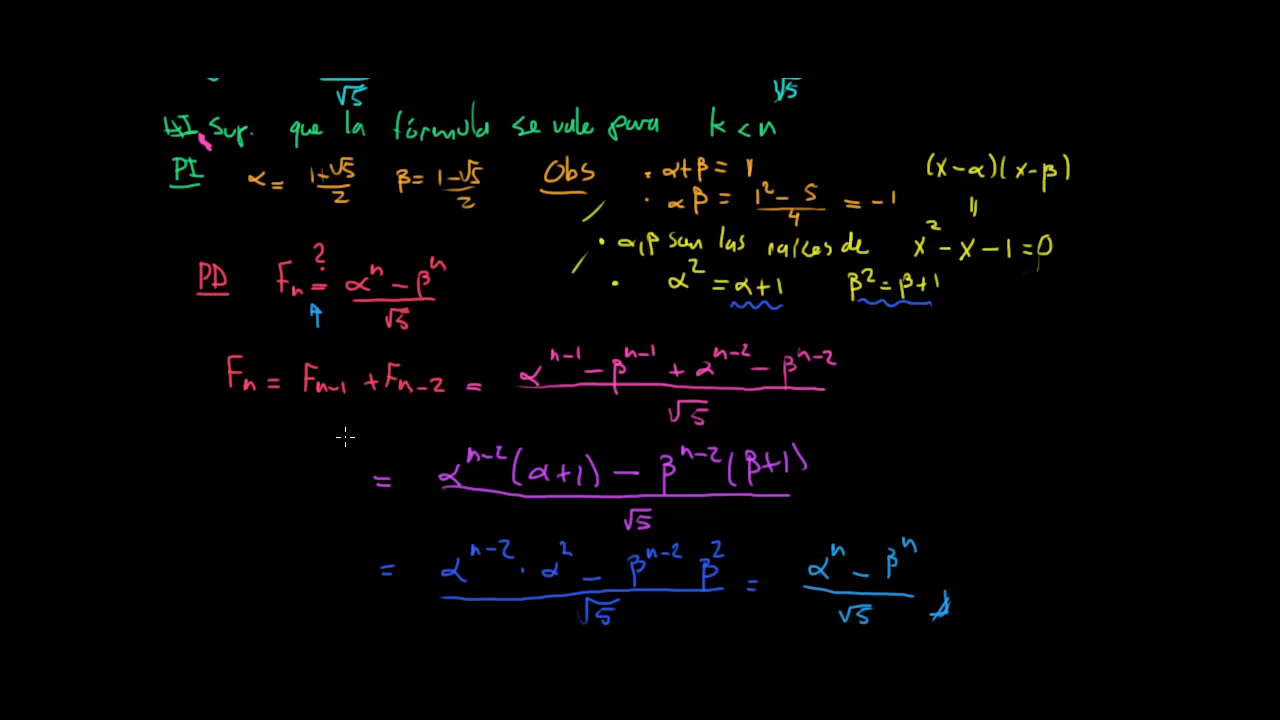 √5 √5
HI Sup. que la fórmula se vale para k < n
PI α = (1+√5)/2 β = (1-√5)/2 Obs · α+β = 1 (x-α)(x-β)
· αβ = (1² - 5)/4 = -1 =
· α,β son las raíces de x² - x - 1 = 0
· α² = α+1 β² = β+1
PD Fₙ =? (αⁿ - βⁿ)/√5
↑
Fₙ = Fₙ₋₁ + Fₙ₋₂ = (αⁿ⁻¹ - βⁿ⁻¹ + αⁿ⁻² - βⁿ⁻²)/√5
= (αⁿ⁻²(α+1) - βⁿ⁻²(β+1))/√5
= (αⁿ⁻² · α² - βⁿ⁻² β²)/√5 = (αⁿ - βⁿ)/√5